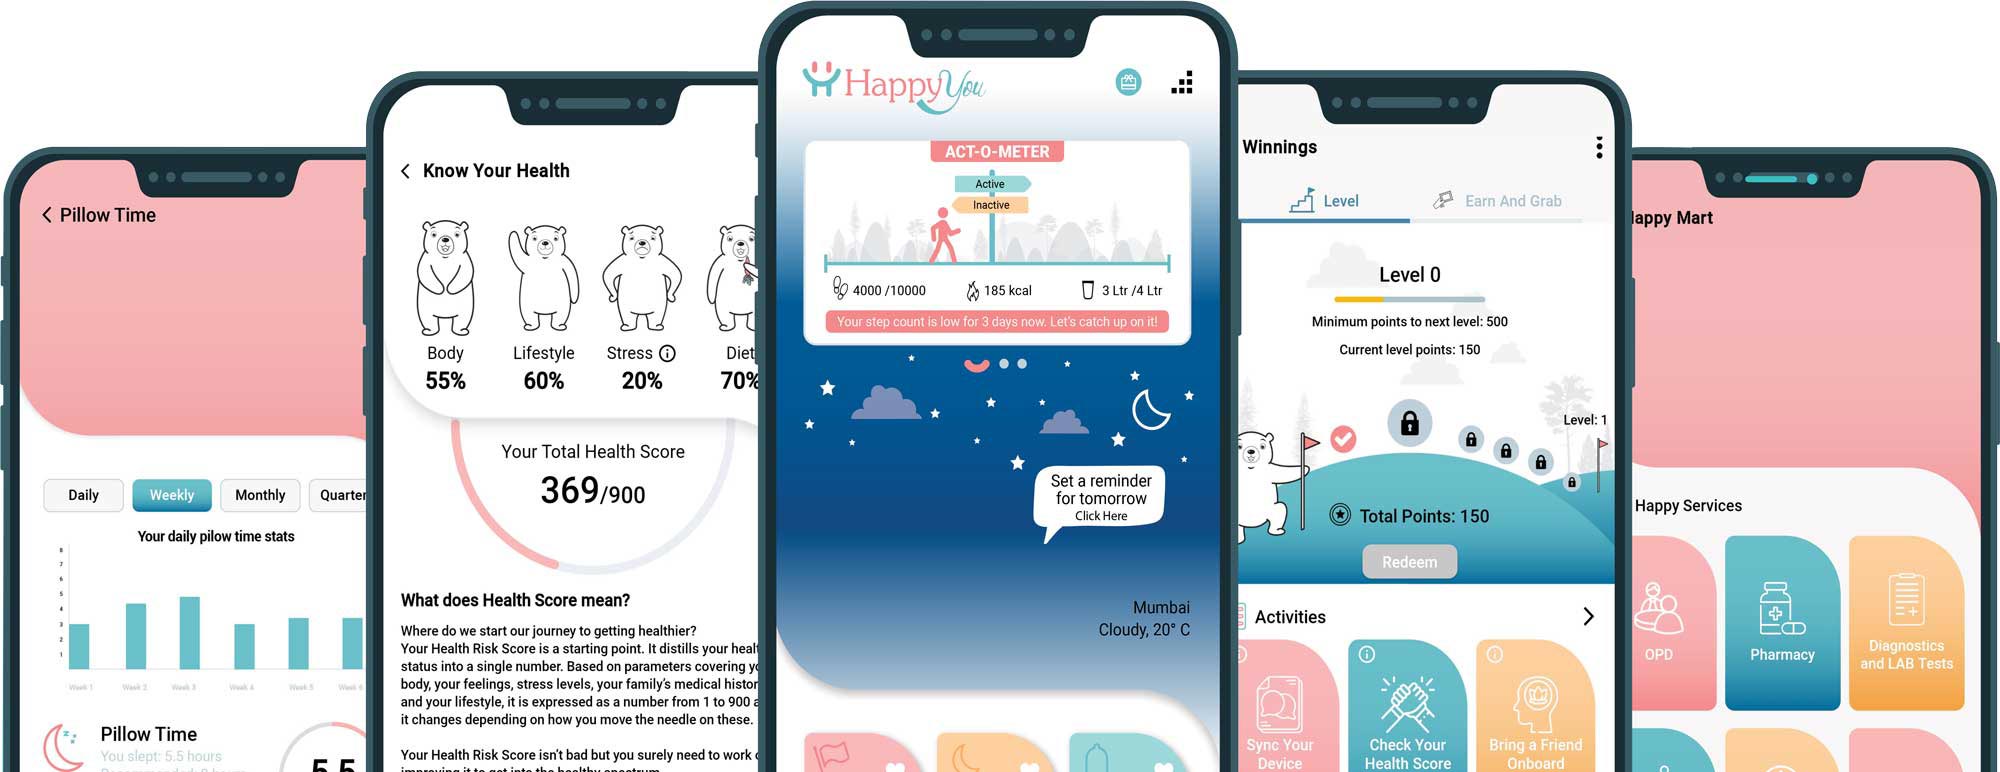 Pillow Time
Daily
Weekly
Monthly
Quarter
Your daily pilow time stats
8
7
6
5
4
3
2
1
Week 1
Week 2
Week 3
Week 4
Week 5
Week 6
Pillow Time
You slept: 5.5 hours
5.5
Know Your Health
Body
55%
Lifestyle
60%
Stress
20%
Diet
70%
Your Total Health Score
369/900
What does Health Score mean?
Where do we start our journey to getting healthier?
Your Health Risk Score is a starting point. It distills your
status into a single number. Based on parameters covering
body, your feelings, stress levels, your family's medical
and your lifestyle, it is expressed as a number from 1 to 900
it changes depending on how you move the needle on these.
Your Health Risk Score isn't bad but you surely need to work
improving it to get into the healthy spectrum
Happy You
ACT-O-METER
Active
Inactive
4000 /10000
185 kcal
3 Ltr /4 Ltr
Your step count is low for 3 days now. Let's catch up on it!
Set a reminder
for tomorrow
Click Here
Mumbai
Cloudy, 20° C
Winnings
Level
Earn And Grab
Level 0
Minimum points to next level: 500
Current level points: 150
Level: 1
Total Points: 150
Redeem
Activities
Sync Your
Device
Check Your
Health Score
Bring a Friend
Onboard
appy Mart
Happy Services
OPD
Pharmacy
Diagnostics
and LAB Tests